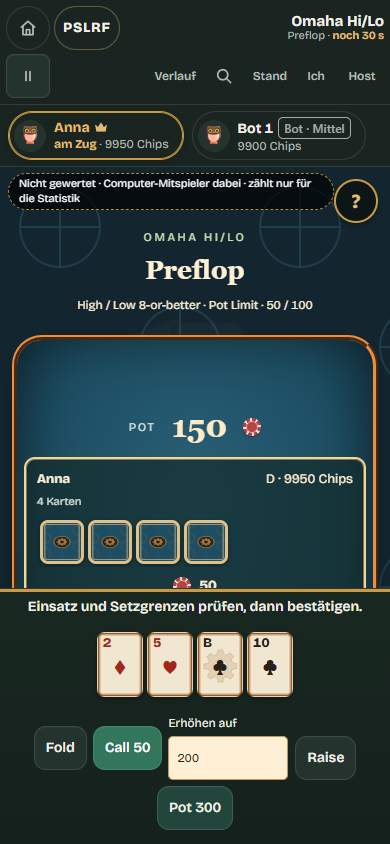 PSLRF
Omaha Hi/Lo
Preflop · noch 30 s
Verlauf
Stand
Ich
Host
Anna
am Zug · 9950 Chips
Bot 1
Bot · Mittel
9900 Chips
Nicht gewertet · Computer-Mitspieler dabei · zählt nur für
die Statistik
?
OMAHA HI/LO
Preflop
High / Low 8-or-better · Pot Limit · 50 / 100
POT 150
Anna
D · 9950 Chips
4 Karten
50
Einsatz und Setzgrenzen prüfen, dann bestätigen.
2
5
B
10
Erhöhen auf
Fold
Call 50
200
Raise
Pot 300